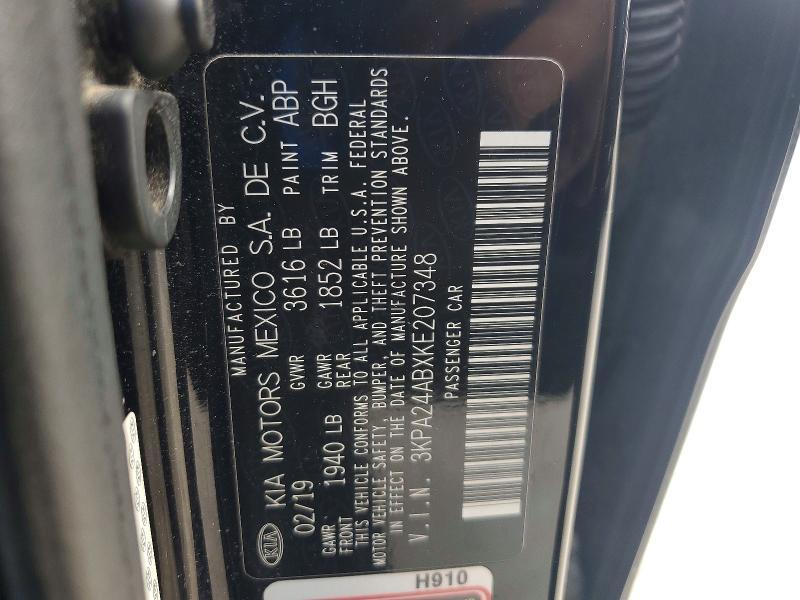 MANUFACTURED BY
KIA KIA MOTORS MEXICO S.A. DE C.V.
02/19 GVWR 3616 LB PAINT ABP
GAWR FRONT 1940 LB GAWR REAR 1852 LB TRIM BGH
THIS VEHICLE CONFORMS TO ALL APPLICABLE U.S.A. FEDERAL
MOTOR VEHICLE SAFETY, BUMPER, AND THEFT PREVENTION STANDARDS
IN EFFECT ON THE DATE OF MANUFACTURE SHOWN ABOVE.
V.I.N. 3KPA24ABXKE207348
PASSENGER CAR
H910